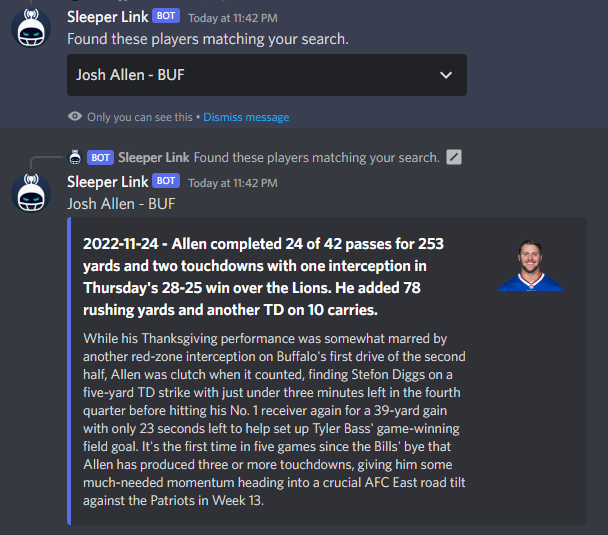 Sleeper Link BOT Today at 11:42 PM
Found these players matching your search.
Josh Allen - BUF
Only you can see this • Dismiss message
BOT Sleeper Link Found these players matching your search.
Sleeper Link BOT Today at 11:42 PM
Josh Allen - BUF
2022-11-24 - Allen completed 24 of 42 passes for 253
yards and two touchdowns with one interception in
Thursday's 28-25 win over the Lions. He added 78
rushing yards and another TD on 10 carries.
While his Thanksgiving performance was somewhat marred by
another red-zone interception on Buffalo's first drive of the second
half, Allen was clutch when it counted, finding Stefon Diggs on a
five-yard TD strike with just under three minutes left in the fourth
quarter before hitting his No. 1 receiver again for a 39-yard gain
with only 23 seconds left to help set up Tyler Bass' game-winning
field goal. It's the first time in five games since the Bills' bye that
Allen has produced three or more touchdowns, giving him some
much-needed momentum heading into a crucial AFC East road tilt
against the Patriots in Week 13.